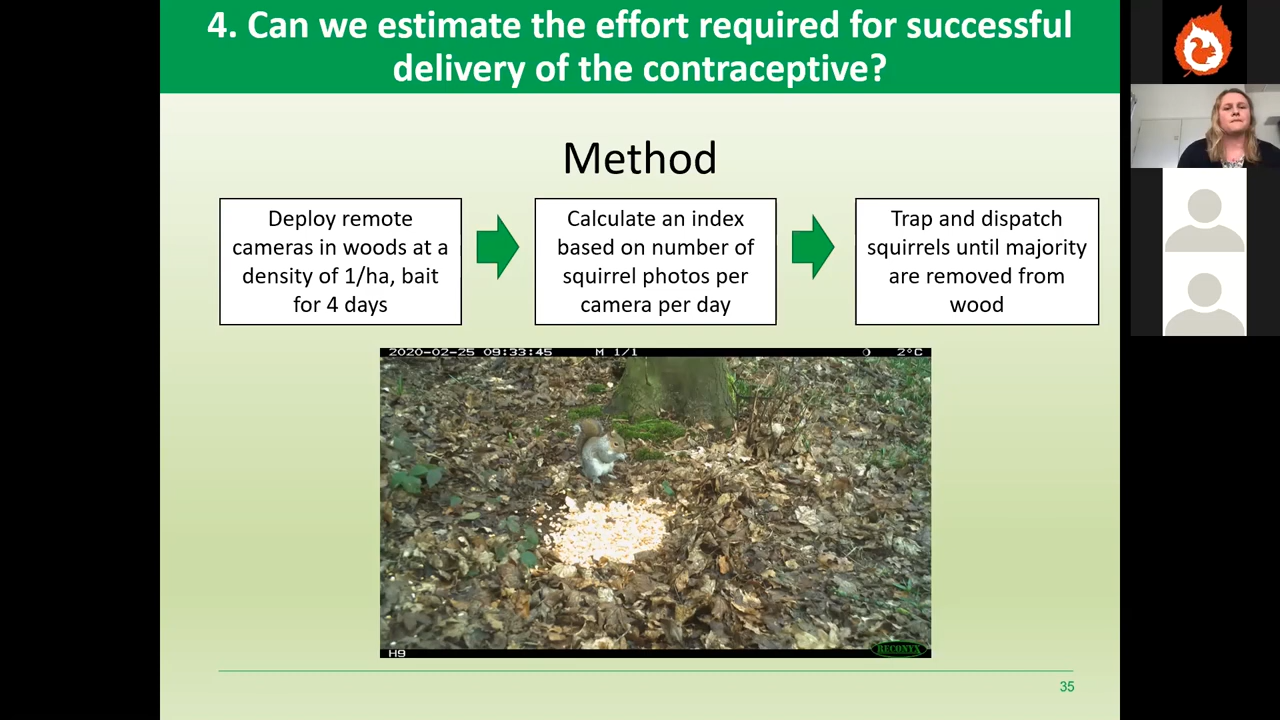 4. Can we estimate the effort required for successful
delivery of the contraceptive?
Method
Deploy remote
cameras in woods at a
density of 1/ha, bait
for 4 days
Calculate an index
based on number of
squirrel photos per
camera per day
Trap and dispatch
squirrels until majority
are removed from
wood
2020-02-25 09:33:45 M 1/1 2°C
H9 RECONYX
35